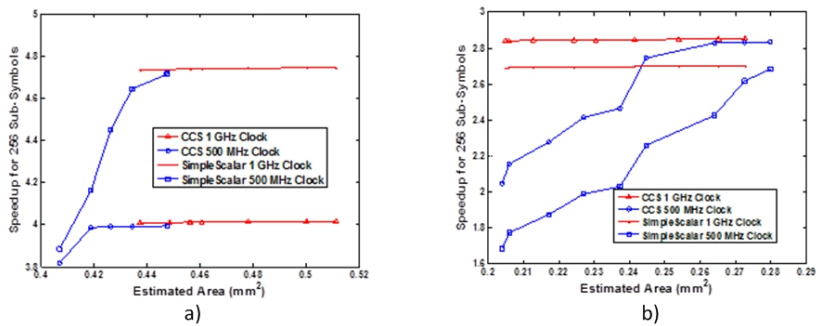 5
4.8
4.6
4.4
4.2
4
3.8
0.4
0.42
0.44
0.46
0.48
0.5
0.52
Speedup for 256 Sub-Symbols
Estimated Area (mm2)
CCS 1 GHz Clock
CCS 500 MHz Clock
SimpleScalar 1 GHz Clock
SimpleScalar 500 MHz Clock
a)
3
2.8
2.6
2.4
2.2
2
1.8
1.6
0.2
0.21
0.22
0.23
0.24
0.25
0.26
0.27
0.28
0.29
Speedup for 256 Sub-Symbols
Estimated Area (mm2)
CCS 1 GHz Clock
CCS 500 MHz Clock
SimpleScalar 1 GHz Clock
SimpleScalar 500 MHz Clock
b)